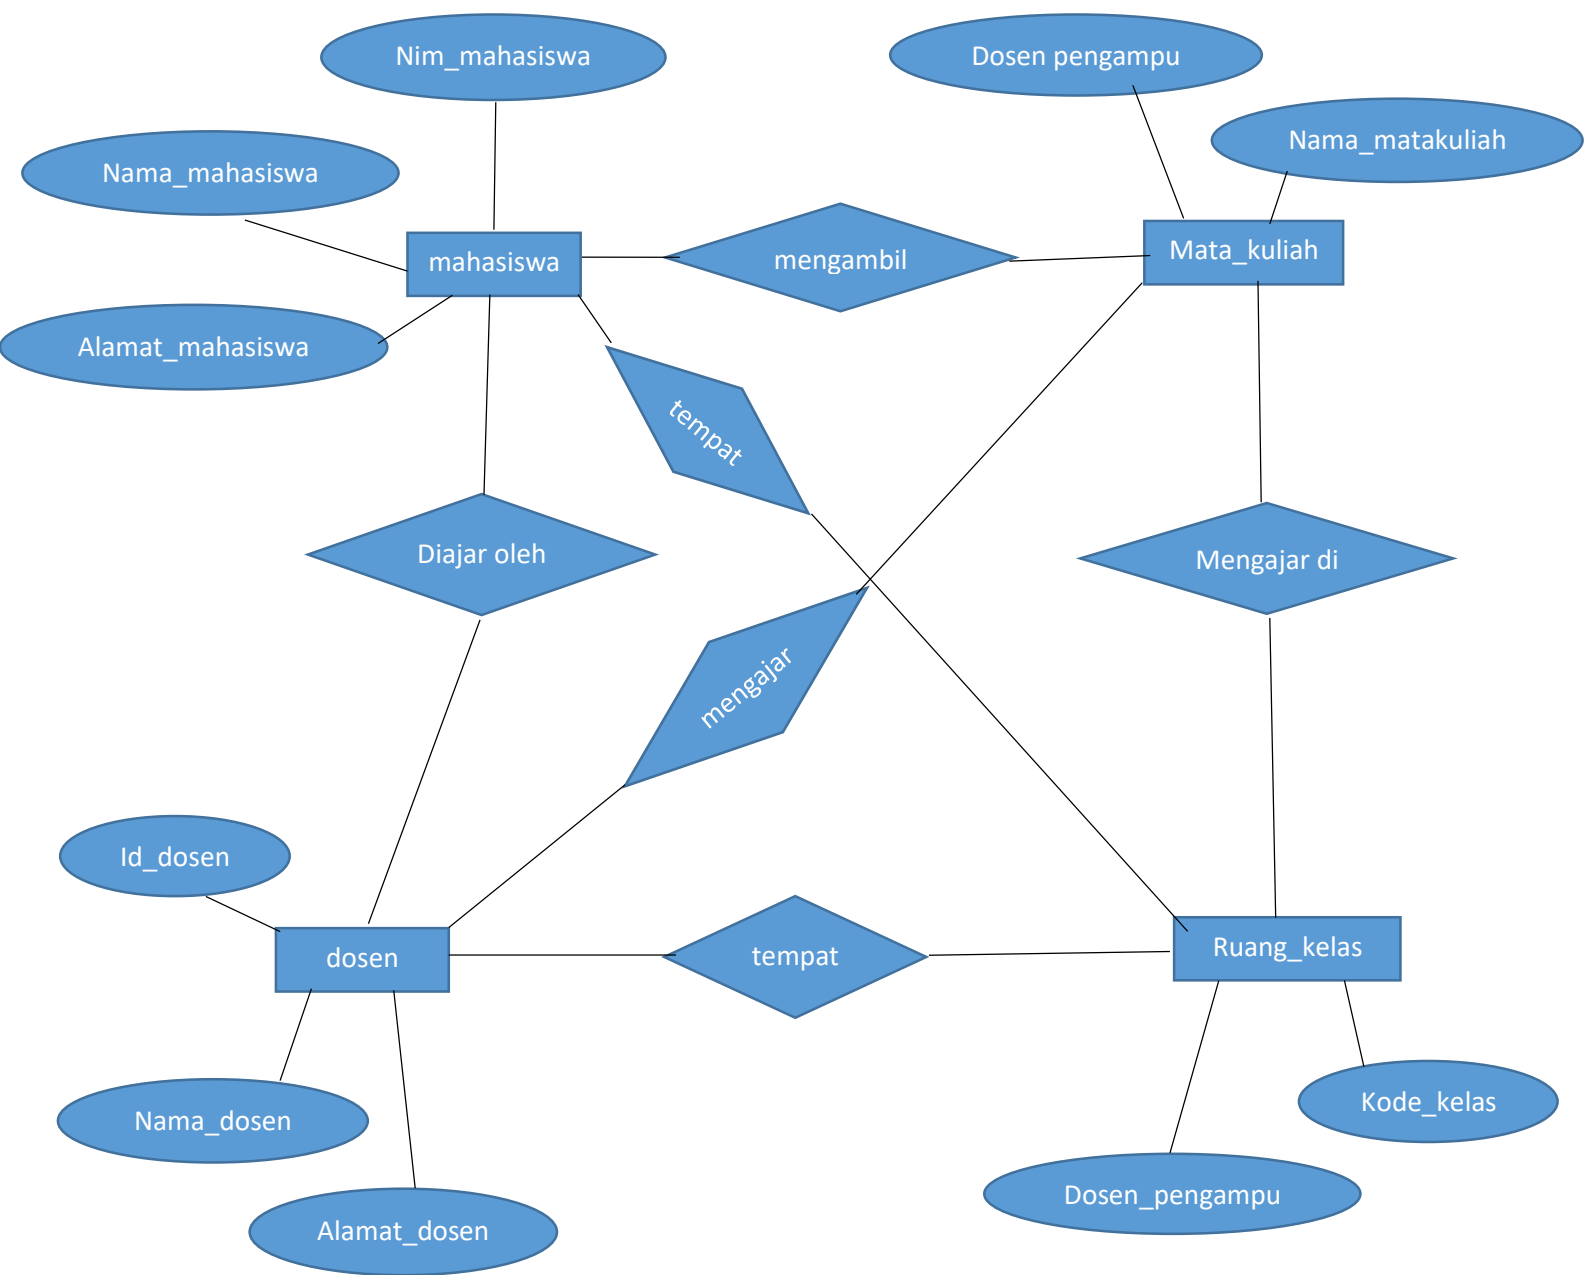 Nim_mahasiswa
Dosen pengampu
Nama_matakuliah
Nama_mahasiswa
mahasiswa
mengambil
Mata_kuliah
Alamat_mahasiswa
tempat
Diajar oleh
Mengajar di
mengajar
Id_dosen
dosen
tempat
Ruang_kelas
Nama_dosen
Kode_kelas
Dosen_pengampu
Alamat_dosen